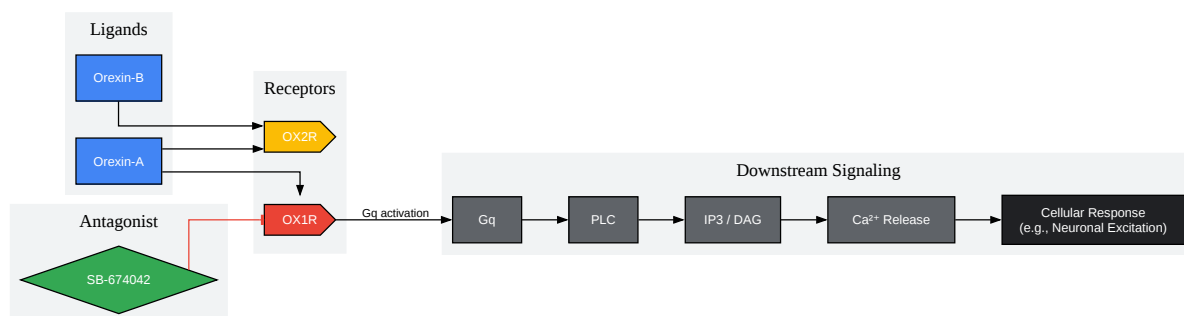 Ligands
Orexin-B
Orexin-A
Receptors
OX2R
OX1R
Antagonist
SB-674042
Gq activation
Downstream Signaling
Gq
PLC
IP3 / DAG
Ca²⁺ Release
Cellular Response
(e.g., Neuronal Excitation)